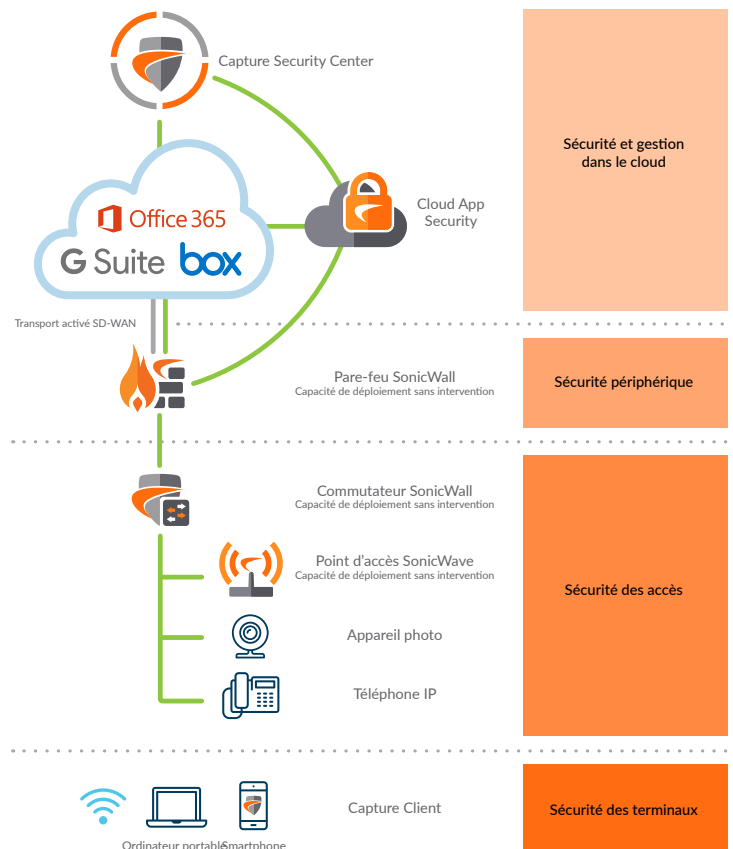 Capture Security Center
Sécurité et gestion
dans le cloud
Office 365
G Suite box
Cloud App
Security
Transport activé SD-WAN
Pare-feu SonicWall
Capacité de déploiement sans intervention
Sécurité périphérique
Commutateur SonicWall
Capacité de déploiement sans intervention
Point d'accès SonicWave
Capacité de déploiement sans intervention
Sécurité des accès
Appareil photo
Téléphone IP
Capture Client
Sécurité des terminaux
Ordinateur portable
Smartphone